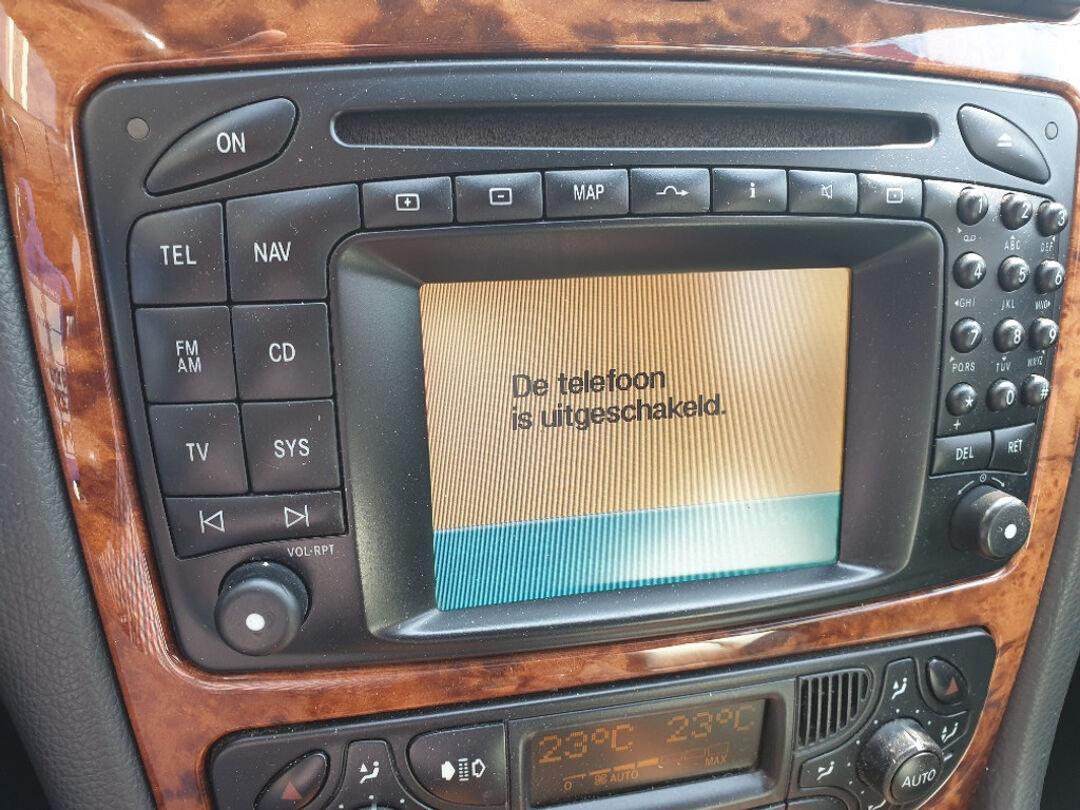 ON
MAP
i
TEL NAV
FM
AM
CD
TV SYS
VOL·RPT
De telefoon
is uitgeschakeld.
1 2 3
ABC DEF
4 5 6
GHI JKL MNO
7 8 9
PQRS TUV WXYZ
* 0 #
+
DEL RET
23°C 23°C
0 AUTO MAX
AUTO